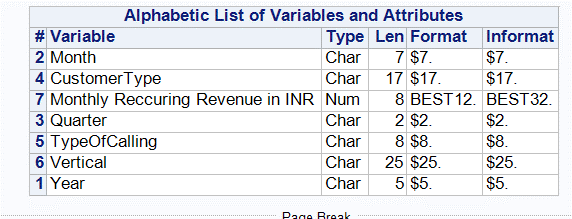 Alphabetic List of Variables and Attributes
# Variable Type Len Format Informat
2 Month Char 7 $7. $7.
4 CustomerType Char 17 $17. $17.
7 Monthly Reccuring Revenue in INR Num 8 BEST12. BEST32.
3 Quarter Char 2 $2. $2.
5 TypeOfCalling Char 8 $8. $8.
6 Vertical Char 25 $25. $25.
1 Year Char 5 $5. $5.
Page Break